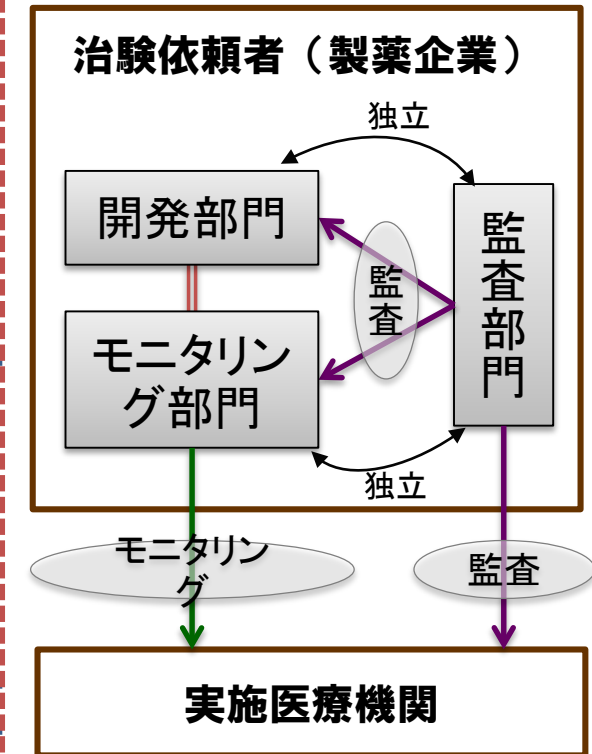 治験依頼者（製薬企業）
独立
開発部門
監
査
監
査
部
門
モニタリン
グ部門
独立
モニタリン
グ
監査
実施医療機関